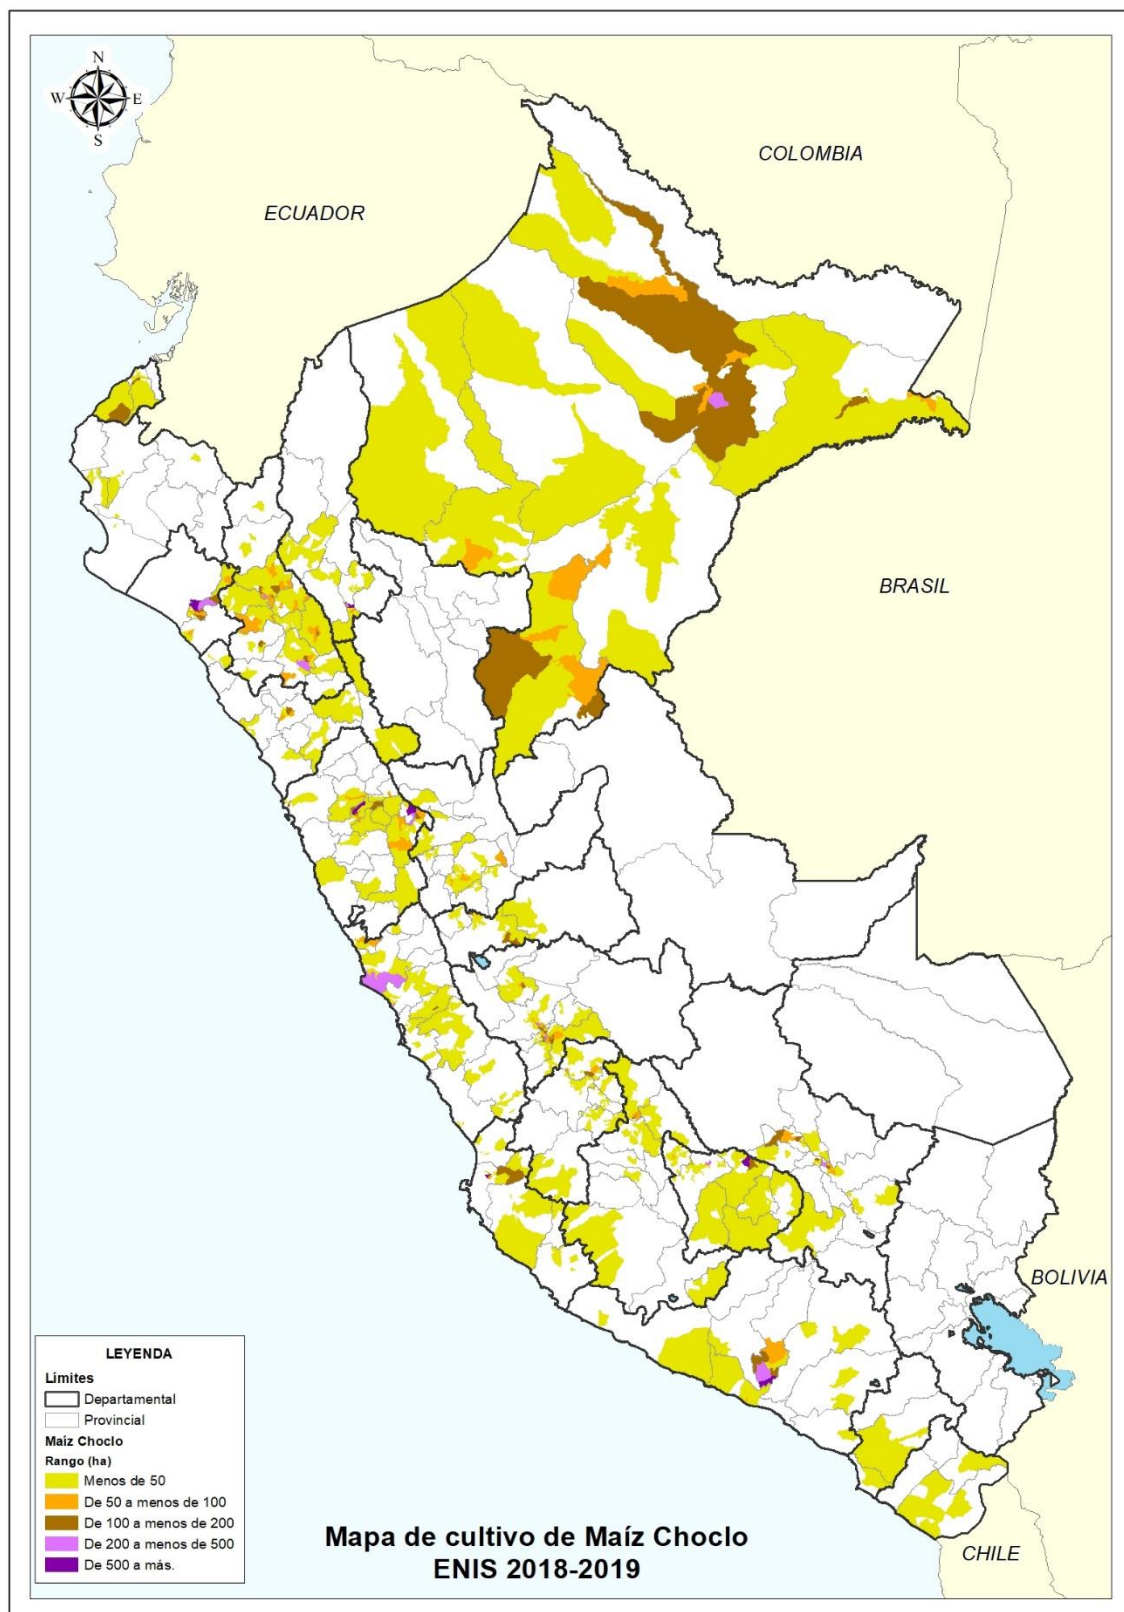 N
W E
S
COLOMBIA
ECUADOR
BRASIL
BOLIVIA
CHILE
LEYENDA
Limites
Departamental
Provincial
Maíz Choclo
Rango (ha)
Menos de 50
De 50 a menos de 100
De 100 a menos de 200
De 200 a menos de 500
De 500 a más.
Mapa de cultivo de Maíz Choclo
ENIS 2018-2019